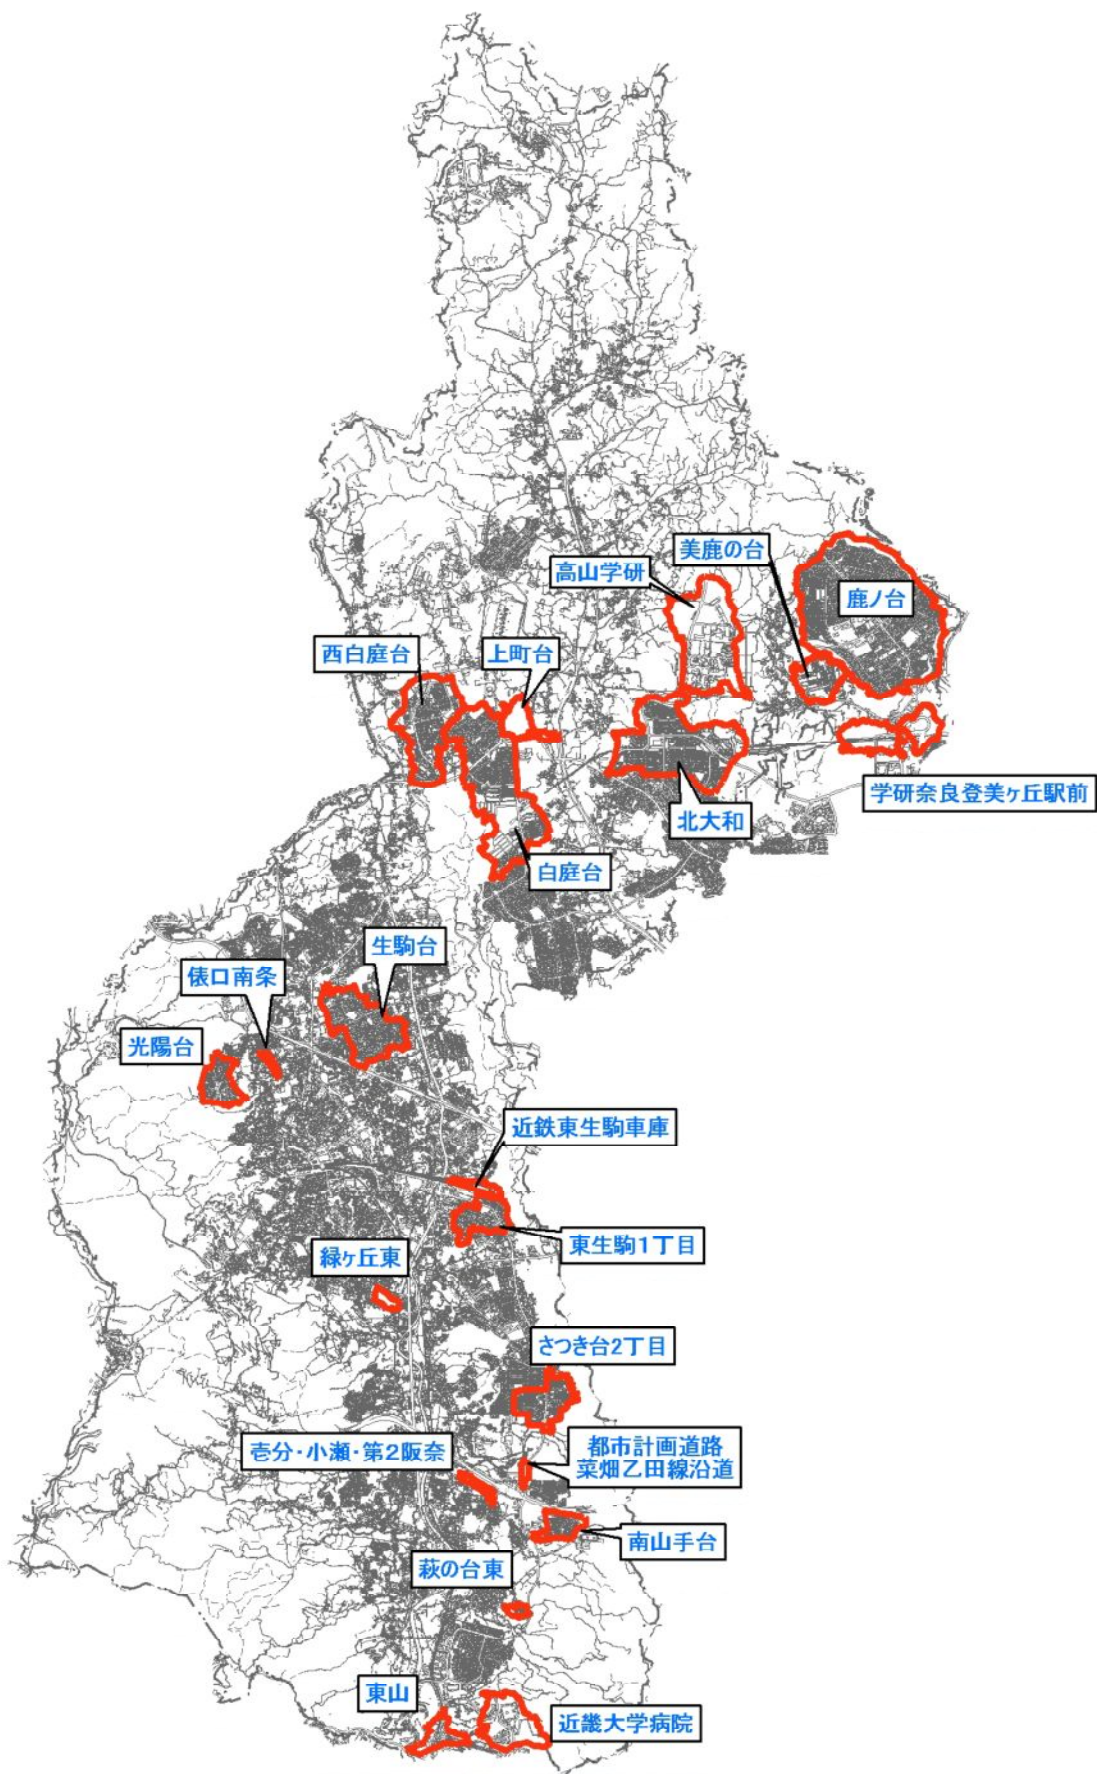 美鹿の台
高山学研
鹿ノ台
西白庭台
上町台
学研奈良登美ヶ丘駅前
北大和
白庭台
生駒台
俵口南条
光陽台
近鉄東生駒車庫
東生駒1丁目
緑ヶ丘東
さつき台2丁目
都市計画道路
菜畑乙田線沿道
壱分・小瀬・第2阪奈
南山手台
萩の台東
東山
近畿大学病院